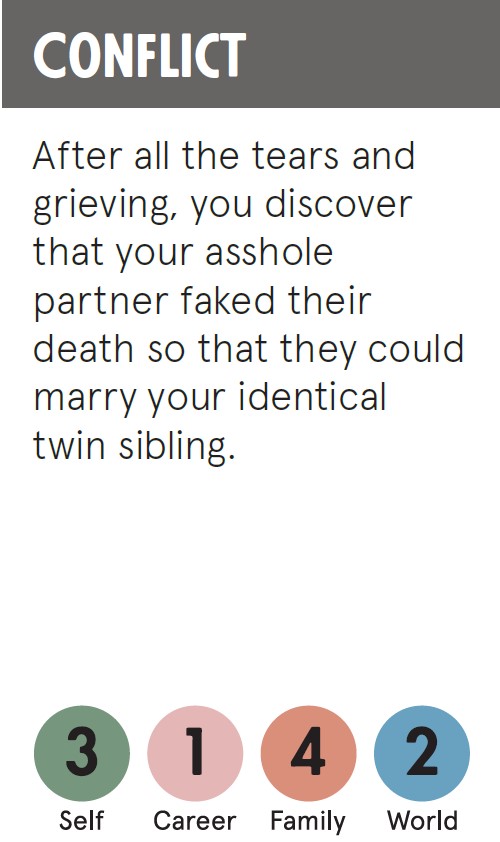 CONFLICT
After all the tears and
grieving, you discover
that your asshole
partner faked their
death so that they could
marry your identical
twin sibling.
3 1 4 2
Self Career Family World